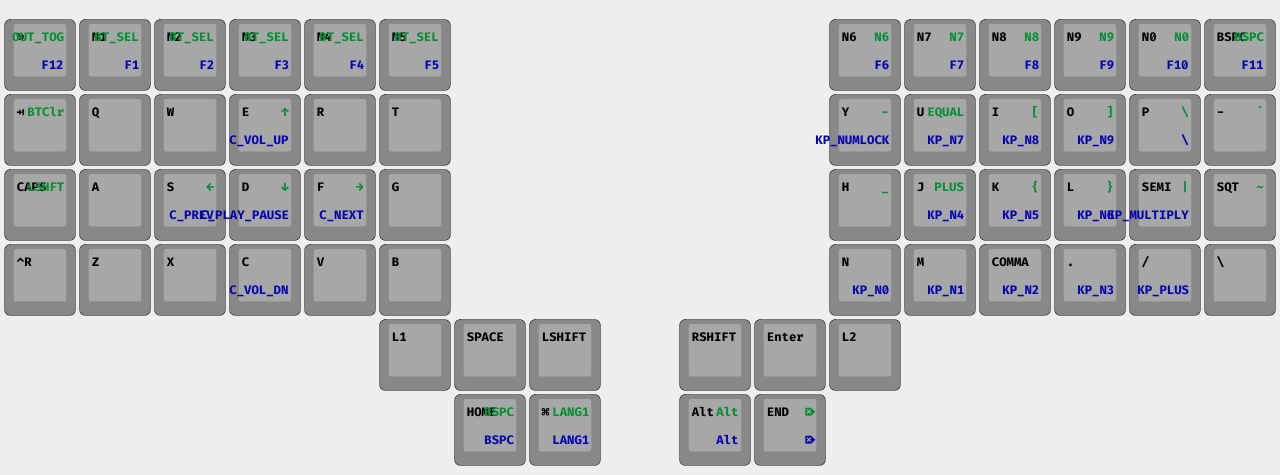 OUT_TOG N1 BT_SEL N2 BT_SEL N3 BT_SEL N4 BT_SEL N5 BT_SEL N6 N6 N7 N7 N8 N8 N9 N9 N0 N0 BSPC BSPC
F12 F1 F2 F3 F4 F5 F6 F7 F8 F9 F10 F11
⇥ BTClr Q W E ↑ R T Y - U EQUAL I [ O ] P \ - `
C_VOL_UP KP_NUMLOCK KP_N7 KP_N8 KP_N9 \
CAPS LSHFT A S ← D ↓ F → G H _ J PLUS K { L } SEMI | SQT ~
C_PREV C_PLAY_PAUSE C_NEXT KP_N4 KP_N5 KP_N6 KP_MULTIPLY
^R Z X C V B N M COMMA . / \
C_VOL_DN KP_N0 KP_N1 KP_N2 KP_N3 KP_PLUS
L1 SPACE LSHIFT RSHIFT Enter L2
HOME BSPC ⌘ LANG1 Alt Alt END ⌦
BSPC LANG1 Alt ⌦